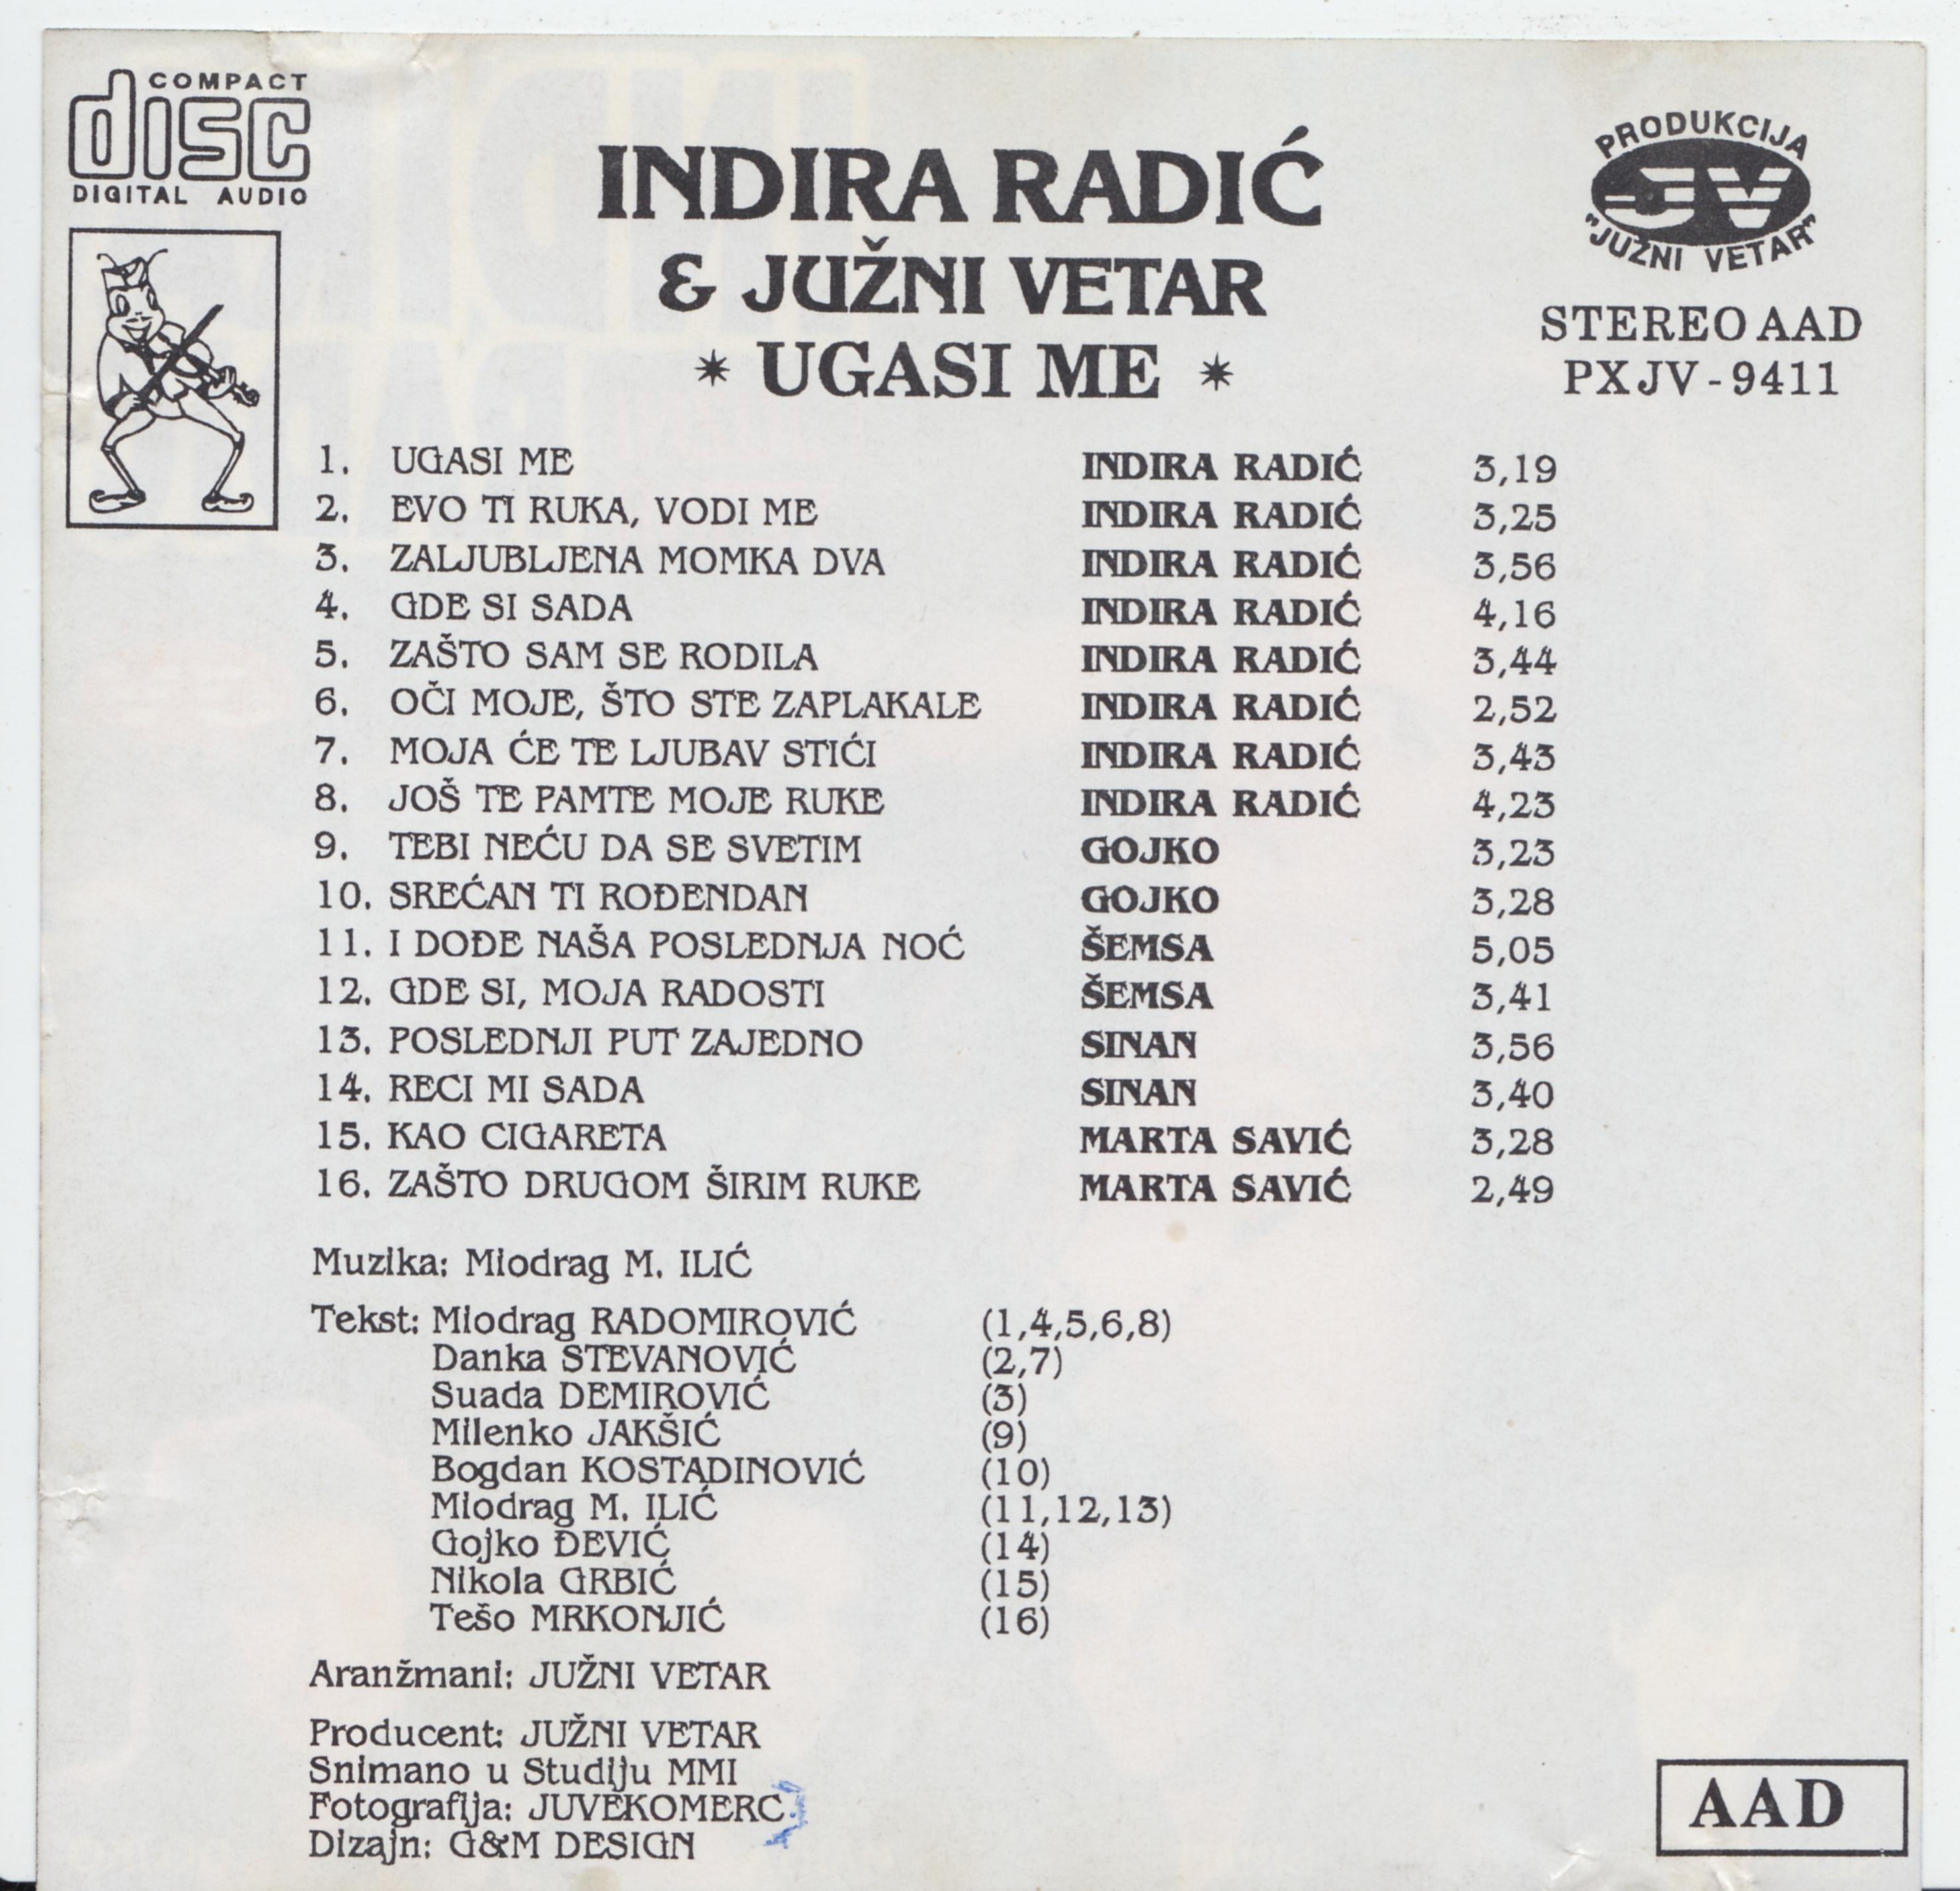 COMPACT
disc
DIGITAL AUDIO
INDIRA RADIĆ
& JUŽNI VETAR
* UGASI ME *
PRODUKCIJA
JV
"JUŽNI VETAR"
STEREO AAD
PXJV-9411
1. UGASI ME INDIRA RADIĆ 3,19
2. EVO TI RUKA, VODI ME INDIRA RADIĆ 3,25
3. ZALJUBLJENA MOMKA DVA INDIRA RADIĆ 3,56
4. GDE SI SADA INDIRA RADIĆ 4,16
5. ZAŠTO SAM SE RODILA INDIRA RADIĆ 3,44
6. OČI MOJE, ŠTO STE ZAPLAKALE INDIRA RADIĆ 2,52
7. MOJA ĆE TE LJUBAV STIĆI INDIRA RADIĆ 3,43
8. JOŠ TE PAMTE MOJE RUKE INDIRA RADIĆ 4,23
9. TEBI NEĆU DA SE SVETIM GOJKO 3,23
10. SREĆAN TI ROĐENDAN GOJKO 3,28
11. I DOĐE NAŠA POSLEDNJA NOĆ ŠEMSA 5,05
12. GDE SI, MOJA RADOSTI ŠEMSA 3,41
13. POSLEDNJI PUT ZAJEDNO SINAN 3,56
14. RECI MI SADA SINAN 3,40
15. KAO CIGARETA MARTA SAVIĆ 3,28
16. ZAŠTO DRUGOM ŠIRIM RUKE MARTA SAVIĆ 2,49
Muzika: Miodrag M. ILIĆ
Tekst: Miodrag RADOMIROVIĆ (1,4,5,6,8)
Danka STEVANOVIĆ (2,7)
Suada DEMIROVIĆ (3)
Milenko JAKŠIĆ (9)
Bogdan KOSTADINOVIĆ (10)
Miodrag M. ILIĆ (11,12,13)
Gojko ĐEVIĆ (14)
Nikola GRBIĆ (15)
Tešo MRKONJIĆ (16)
Aranžmani: JUŽNI VETAR
Producent: JUŽNI VETAR
Snimano u Studiju MMI
Fotografija: JUVEKOMERC
Dizajn: G&M DESIGN
AAD